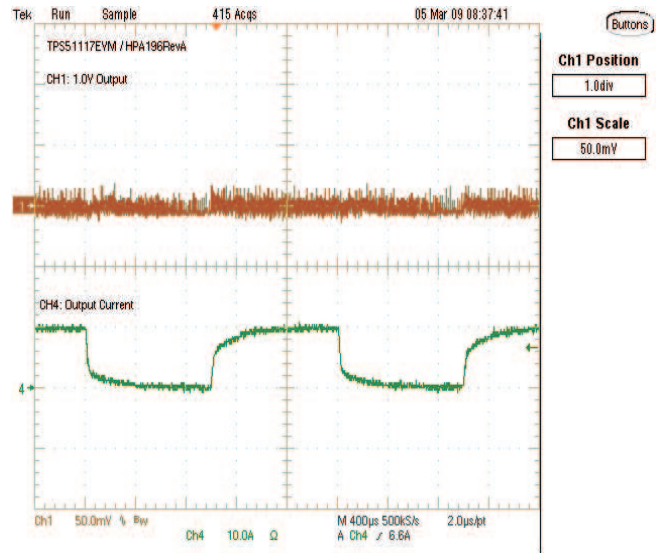 Tek Run Sample 415 Acqs 05 Mar 09 08:37:41
Buttons
TPS51117EVM / HPA196RevA
CH1: 1.0V Output
Ch1 Position
1.0div
Ch1 Scale
50.0mV
1
CH4: Output Current
4
Ch1 50.0mV Bw M 400µs 500kS/s 2.0µs/pt
Ch4 10.0A Ω A Ch4 / 6.6A